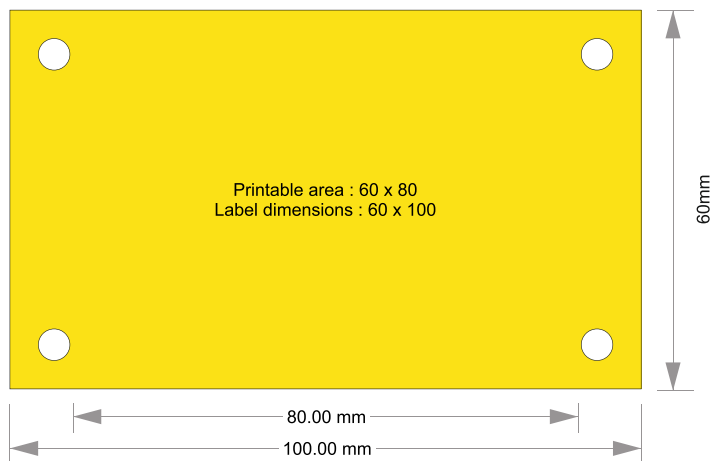 Printable area : 60 x 80
Label dimensions : 60 x 100
60mm
80.00 mm
100.00 mm